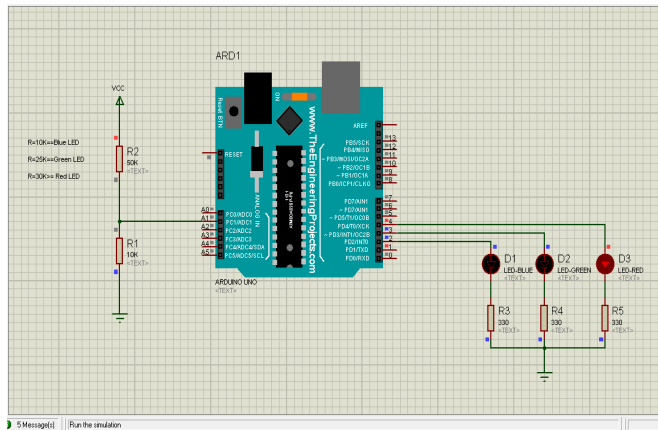 ARD1
VCC
R=10K==Blue LED
R=25K==Green LED
R=30K>= Red LED
R2
50K
<TEXT>
R1
10K
<TEXT>
Reset BTN
ON
www.TheEngineeringProjects.com
RESET
ANALOG IN
A0
A1
A2
A3
A4
A5
PC0/ADC0
PC1/ADC1
PC2/ADC2
PC3/ADC3
PC4/ADC4/SDA
PC5/ADC5/SCL
AREF
PB5/SCK
PB4/MISO
~ PB3/MOSI/OC2A
~ PB2/OC1B
~ PB1/OC1A
PB0/ICP1/CLKO
13
12
11
10
9
8
PD7/AIN1
~ PD5/T1/OC0B
PD4/T0/XCK
~ PD3/INT1/OC2B
PD2/INT0
PD1/TXD
PD0/RXD
7
6
5
4
3
2
1
0
ARDUINO UNO
<TEXT>
D1
LED-BLUE
<TEXT>
D2
LED-GREEN
<TEXT>
D3
LED-RED
<TEXT>
R3
330
<TEXT>
R4
330
<TEXT>
R5
330
<TEXT>
5 Message(s)
Run the simulation